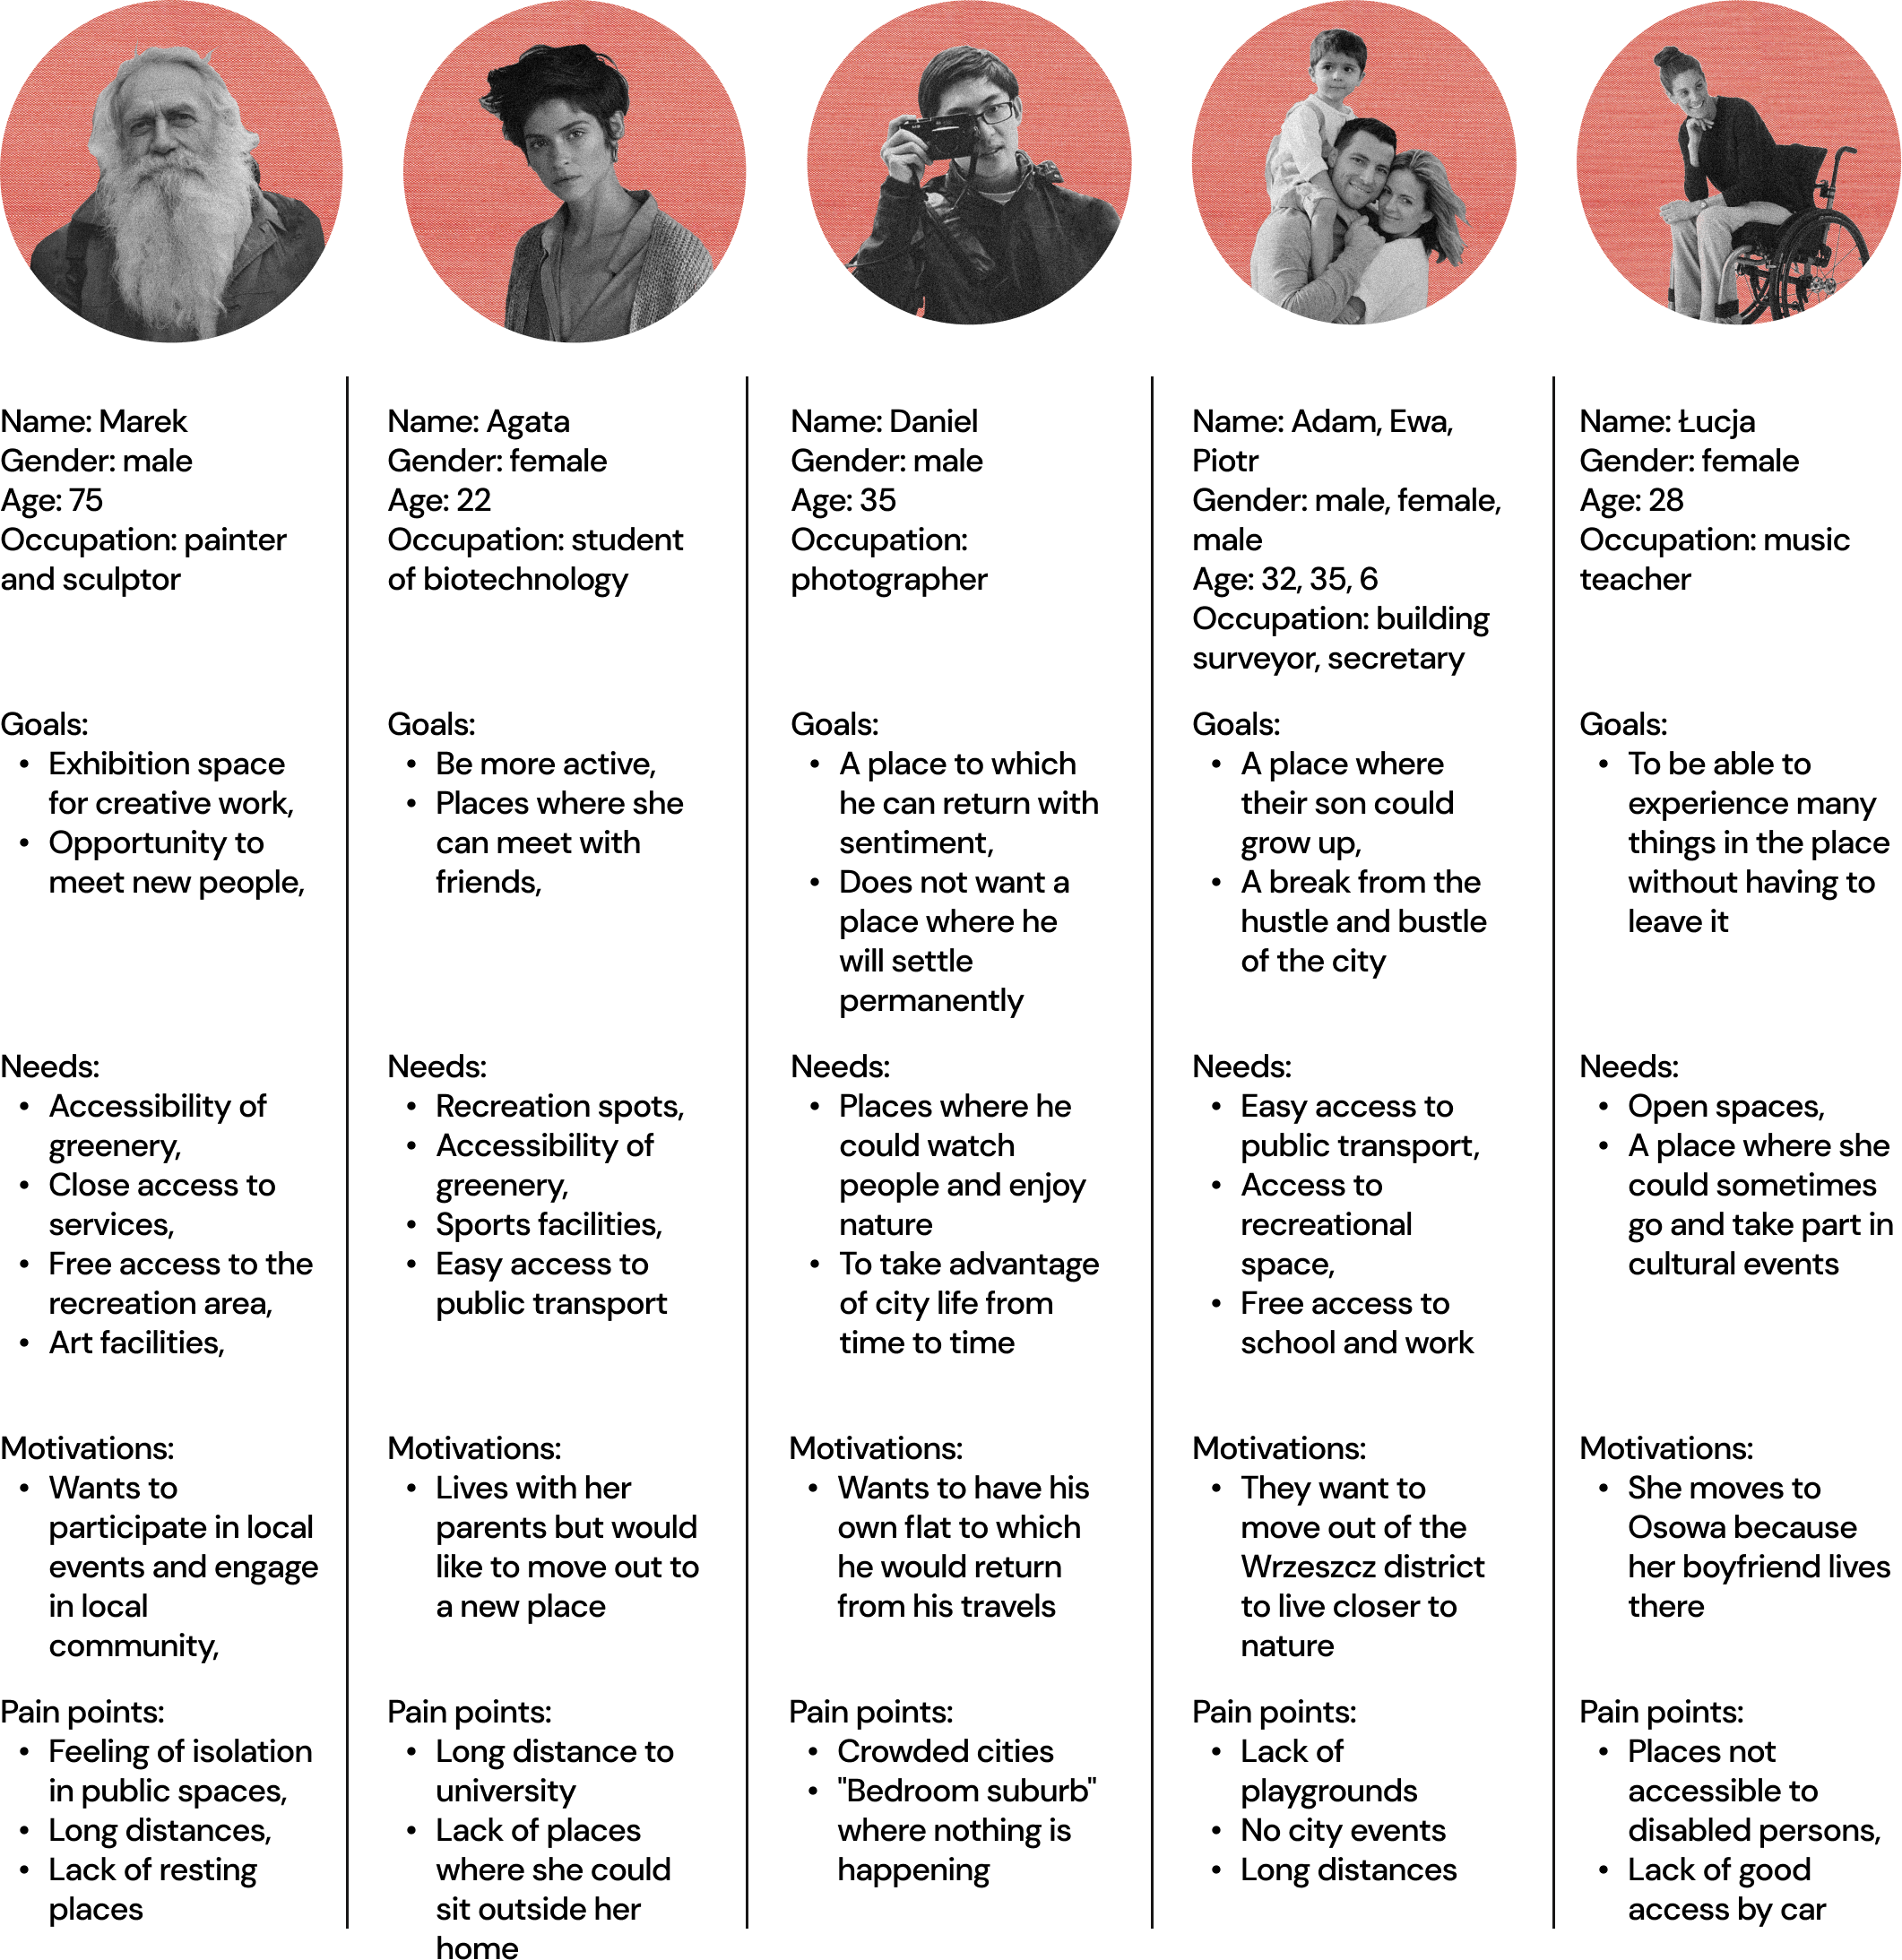 Name: Marek
Gender: male
Age: 75
Occupation: painter
and sculptor
Goals:
• Exhibition space
for creative work,
• Opportunity to
meet new people,
Needs:
• Accessibility of
greenery,
• Close access to
services,
• Free access to the
recreation area,
• Art facilities,
Motivations:
• Wants to
participate in local
events and engage
in local
community,
Pain points:
• Feeling of isolation
in public spaces,
• Long distances,
• Lack of resting
places
Name: Agata
Gender: female
Age: 22
Occupation: student
of biotechnology
Goals:
• Be more active,
• Places where she
can meet with
friends,
Needs:
• Recreation spots,
• Accessibility of
greenery,
• Sports facilities,
• Easy access to
public transport
Motivations:
• Lives with her
parents but would
like to move out to
a new place
Pain points:
• Long distance to
university
• Lack of places
where she could
sit outside her
home
Name: Daniel
Gender: male
Age: 35
Occupation:
photographer
Goals:
• A place to which
he can return with
sentiment,
• Does not want a
place where he
will settle
permanently
Needs:
• Places where he
could watch
people and enjoy
nature
• To take advantage
of city life from
time to time
Motivations:
• Wants to have his
own flat to which
he would return
from his travels
Pain points:
• Crowded cities
• "Bedroom suburb"
where nothing is
happening
Name: Adam, Ewa,
Piotr
Gender: male, female,
male
Age: 32, 35, 6
Occupation: building
surveyor, secretary
Goals:
• A place where
their son could
grow up,
• A break from the
hustle and bustle
of the city
Needs:
• Easy access to
public transport,
• Access to
recreational
space,
• Free access to
school and work
Motivations:
• They want to
move out of the
Wrzeszcz district
to live closer to
nature
Pain points:
• Lack of
playgrounds
• No city events
• Long distances
Name: Łucja
Gender: female
Age: 28
Occupation: music
teacher
Goals:
• To be able to
experience many
things in the place
without having to
leave it
Needs:
• Open spaces,
• A place where she
could sometimes
go and take part in
cultural events
Motivations:
• She moves to
Osowa because
her boyfriend lives
there
Pain points:
• Places not
accessible to
disabled persons,
• Lack of good
access by car